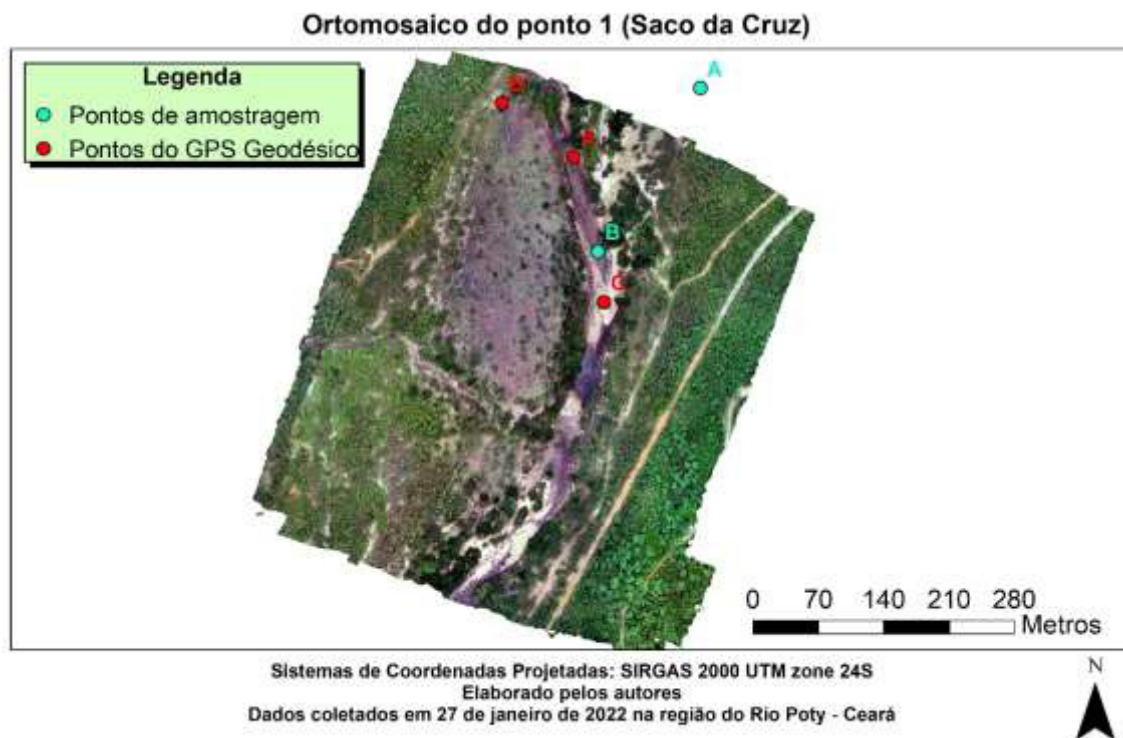 Ortomosaico do ponto 1 (Saco da Cruz)
Legenda
Pontos de amostragem
Pontos do GPS Geodésico
A
B
C
0 70 140 210 280
Metros
Sistemas de Coordenadas Projetadas: SIRGAS 2000 UTM zone 24S
Elaborado pelos autores
Dados coletados em 27 de janeiro de 2022 na região do Rio Poty - Ceará
N